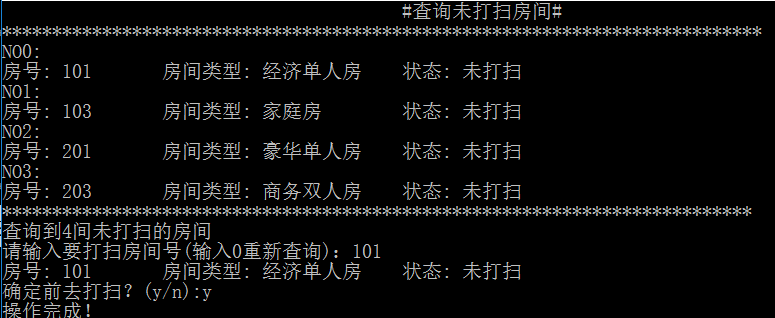 #查询未打扫房间#
****************************************************************************
NO0:
房号: 101 房间类型: 经济单人房 状态: 未打扫
NO1:
房号: 103 房间类型: 家庭房 状态: 未打扫
NO2:
房号: 201 房间类型: 豪华单人房 状态: 未打扫
NO3:
房号: 203 房间类型: 商务双人房 状态: 未打扫
***************************************************************************
查询到4间未打扫的房间
请输入要打扫房间号(输入0重新查询): 101
房号: 101 房间类型: 经济单人房 状态: 未打扫
确定前去打扫? (y/n):y
操作完成!